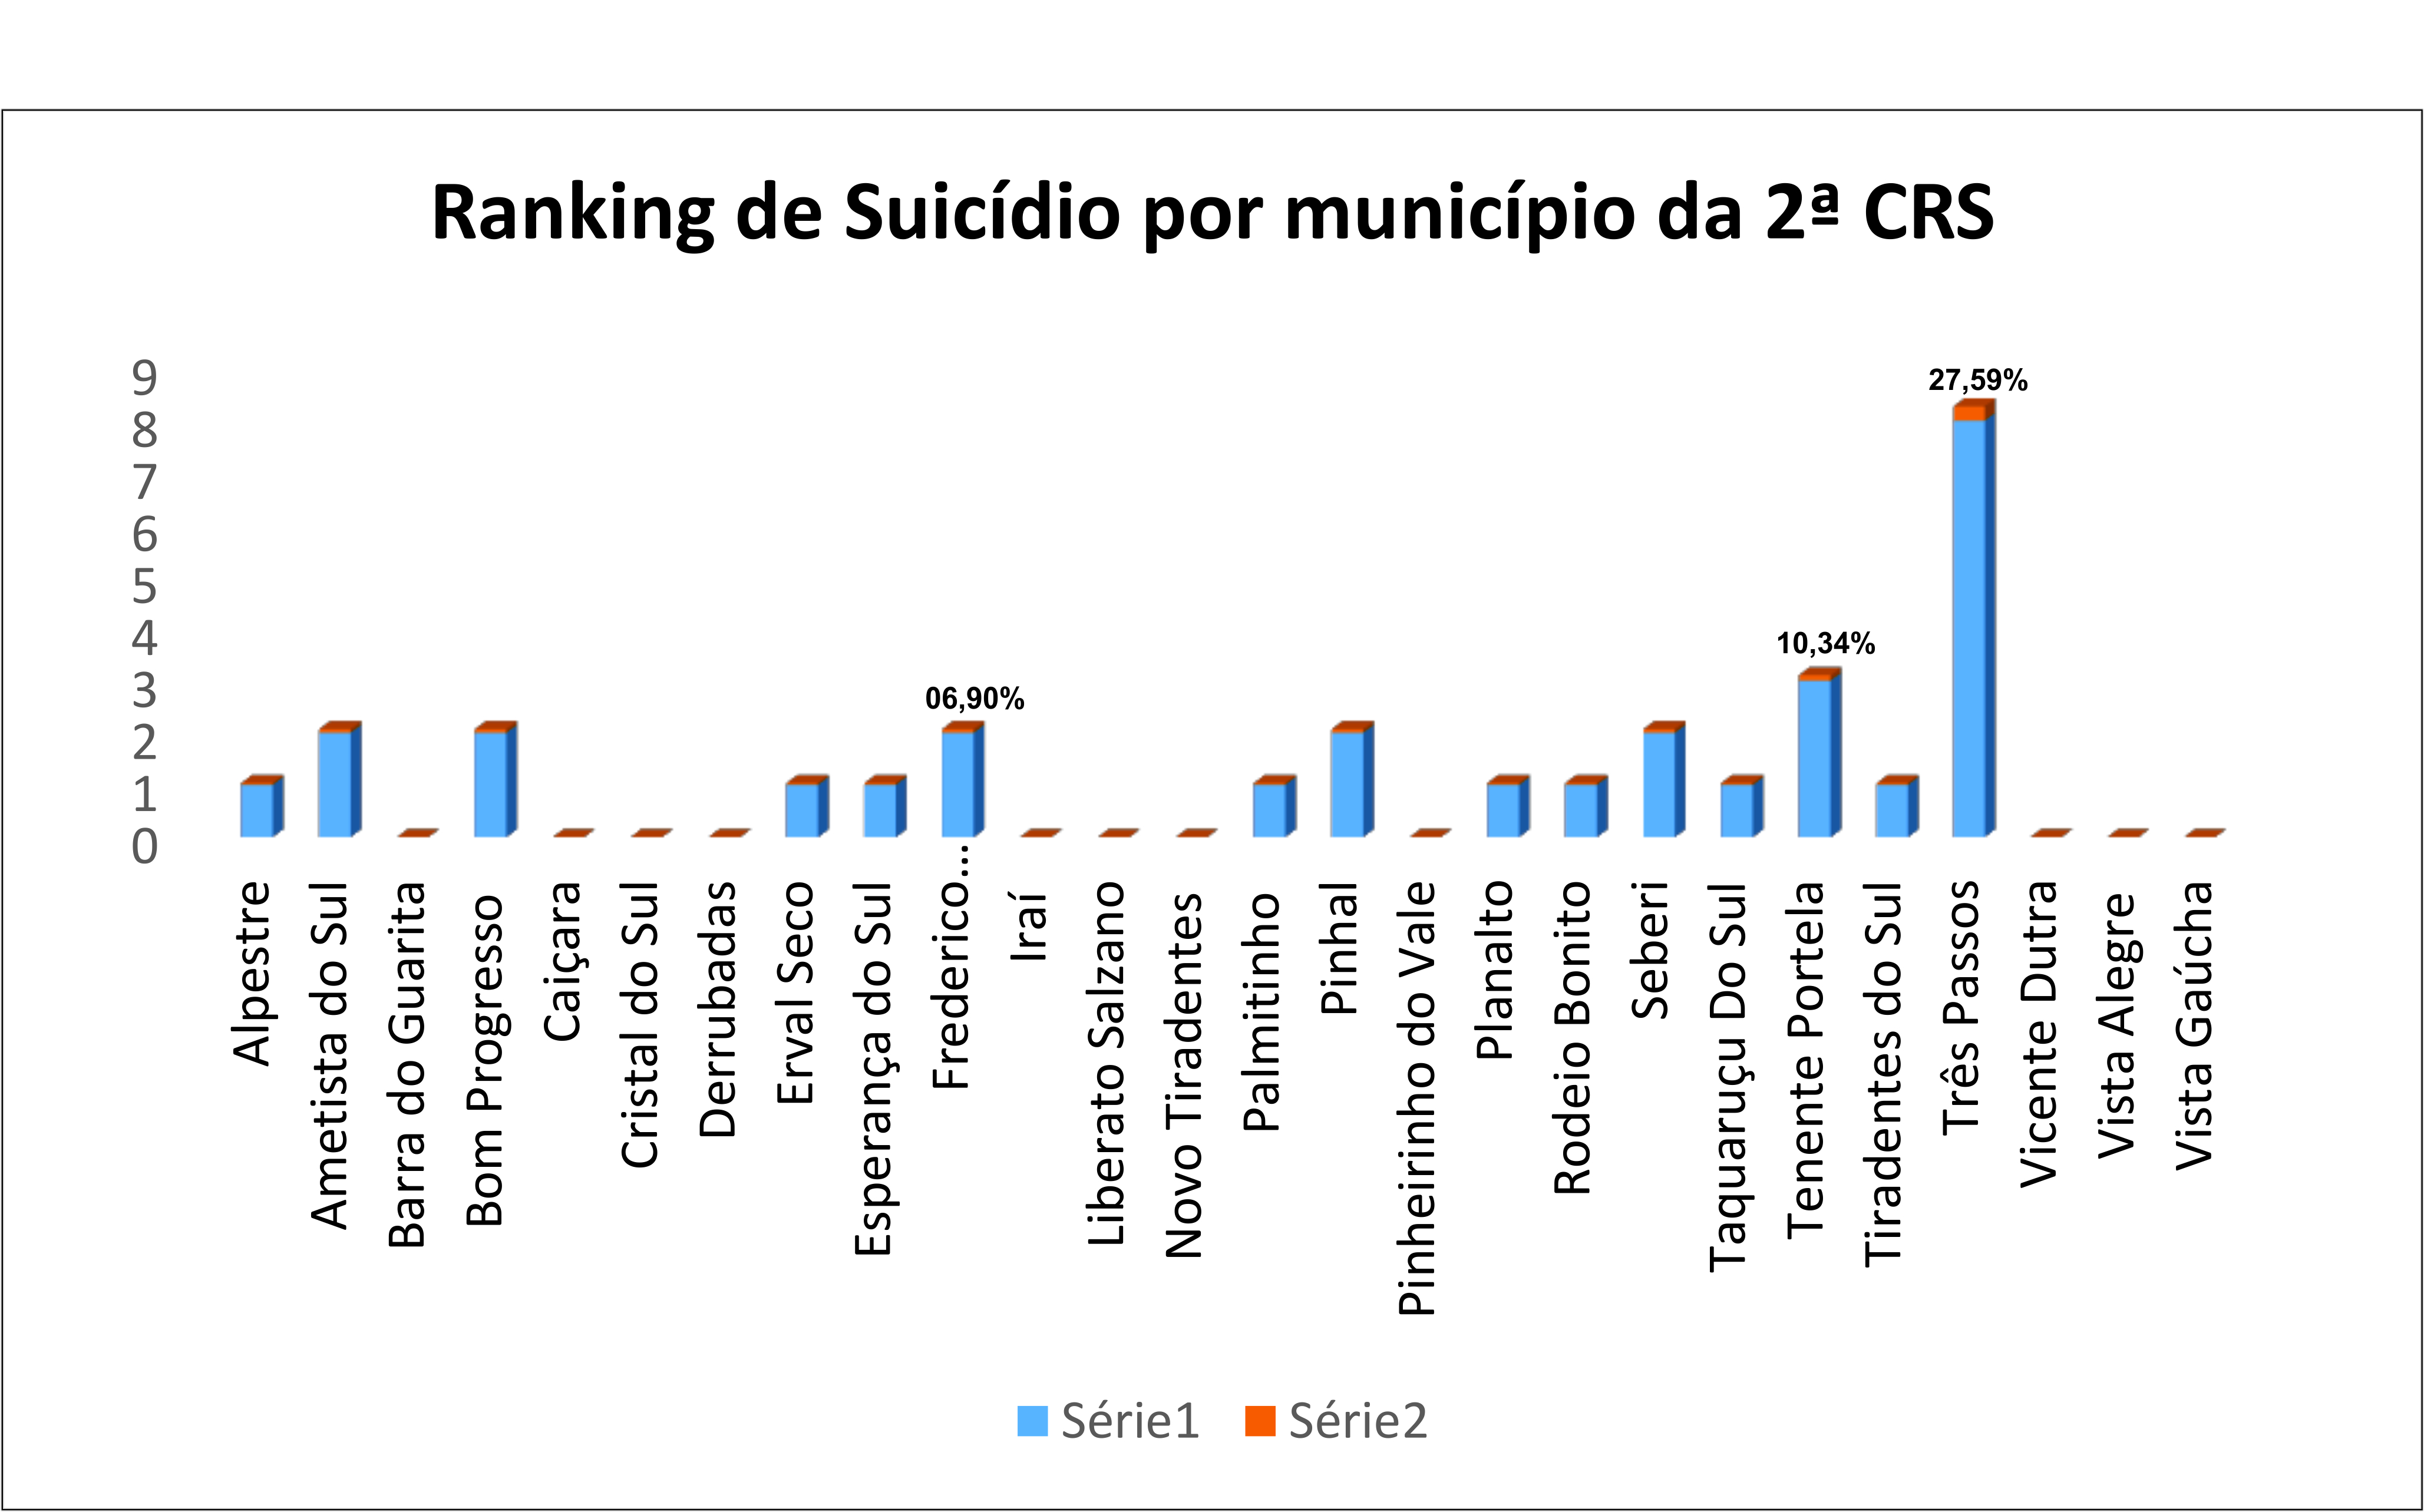 Ranking de Suicídio por município da 2ª CRS
9
8
7
6
5
4
3
2
1
0
27,59%
10,34%
06,90%
Alpestre
Ametista do Sul
Barra do Guarita
Bom Progresso
Caiçara
Cristal do Sul
Derrubadas
Erval Seco
Esperança do Sul
Frederico...
Iraí
Liberato Salzano
Novo Tiradentes
Palmitinho
Pinhal
Pinheirinho do Vale
Planalto
Rodeio Bonito
Seberi
Taquaruçu Do Sul
Tenente Portela
Tiradentes do Sul
Três Passos
Vicente Dutra
Vista Alegre
Vista Gaúcha
Série1 Série2